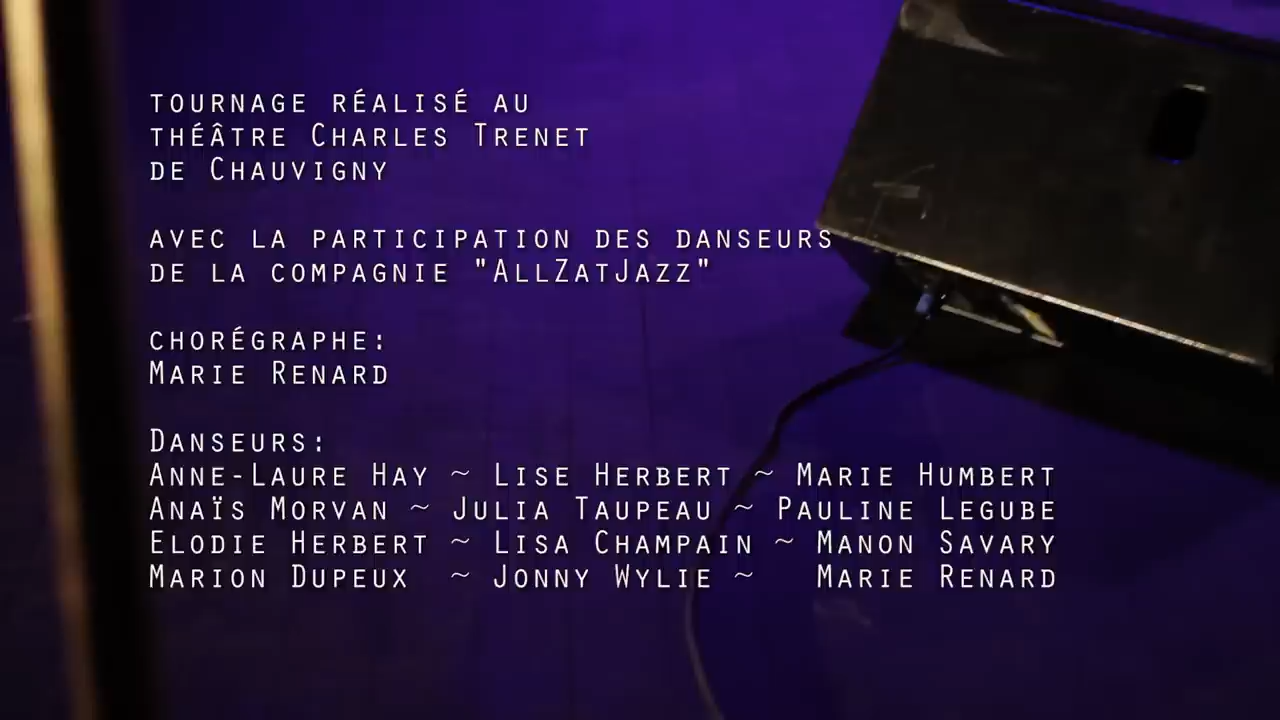 TOURNAGE RÉALISÉ AU
THÉÂTRE CHARLES TRENET
DE CHAUVIGNY
AVEC LA PARTICIPATION DES DANSEURS
DE LA COMPAGNIE "ALLZATJAZZ"
CHORÉGRAPHE:
MARIE RENARD
DANSEURS:
ANNE-LAURE HAY ~ LISE HERBERT ~ MARIE HUMBERT
ANAÏS MORVAN ~ JULIA TAUPEAU ~ PAULINE LEGUBE
ELODIE HERBERT ~ LISA CHAMPAIN ~ MANON SAVARY
MARION DUPEUX ~ JONNY WYLIE ~ MARIE RENARD